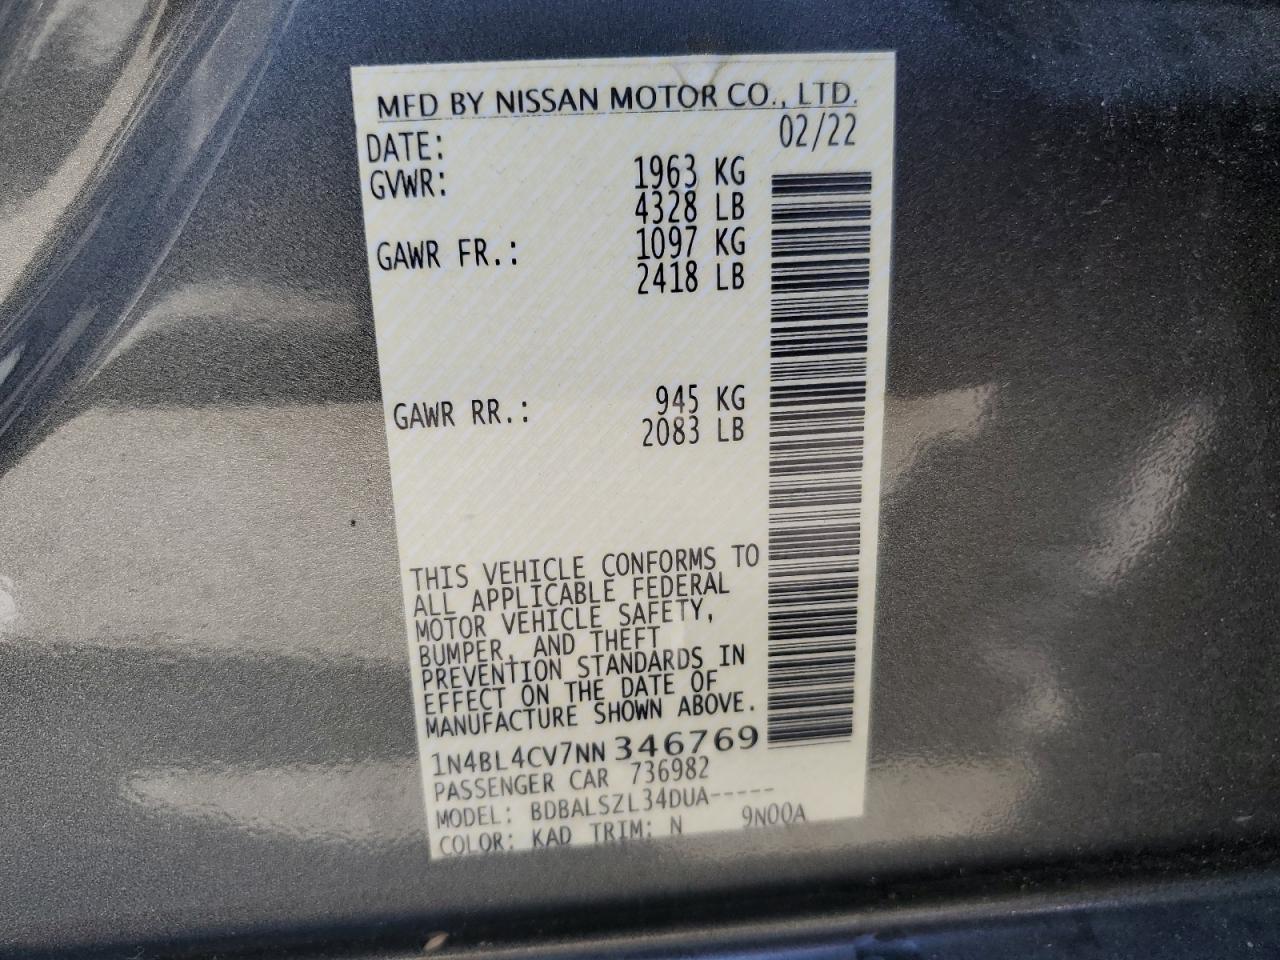 MFD BY NISSAN MOTOR CO., LTD.
DATE: 02/22
GVWR: 1963 KG
4328 LB
GAWR FR.: 1097 KG
2418 LB
GAWR RR.: 945 KG
2083 LB
THIS VEHICLE CONFORMS TO
ALL APPLICABLE FEDERAL
MOTOR VEHICLE SAFETY,
BUMPER, AND THEFT
PREVENTION STANDARDS IN
EFFECT ON THE DATE OF
MANUFACTURE SHOWN ABOVE.
1N4BL4CV7NN346769
PASSENGER CAR 736982
MODEL: BDBALSZL34DUA-----
COLOR: KAD TRIM: N 9N00A